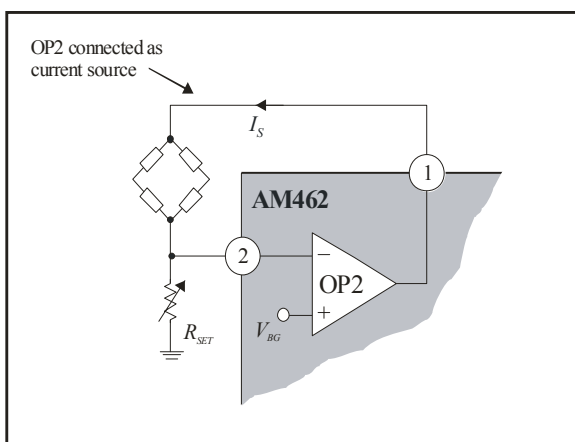 OP2 connected as
current source
I_S
1
AM462
2
−
OP2
+
V_BG
R_SET